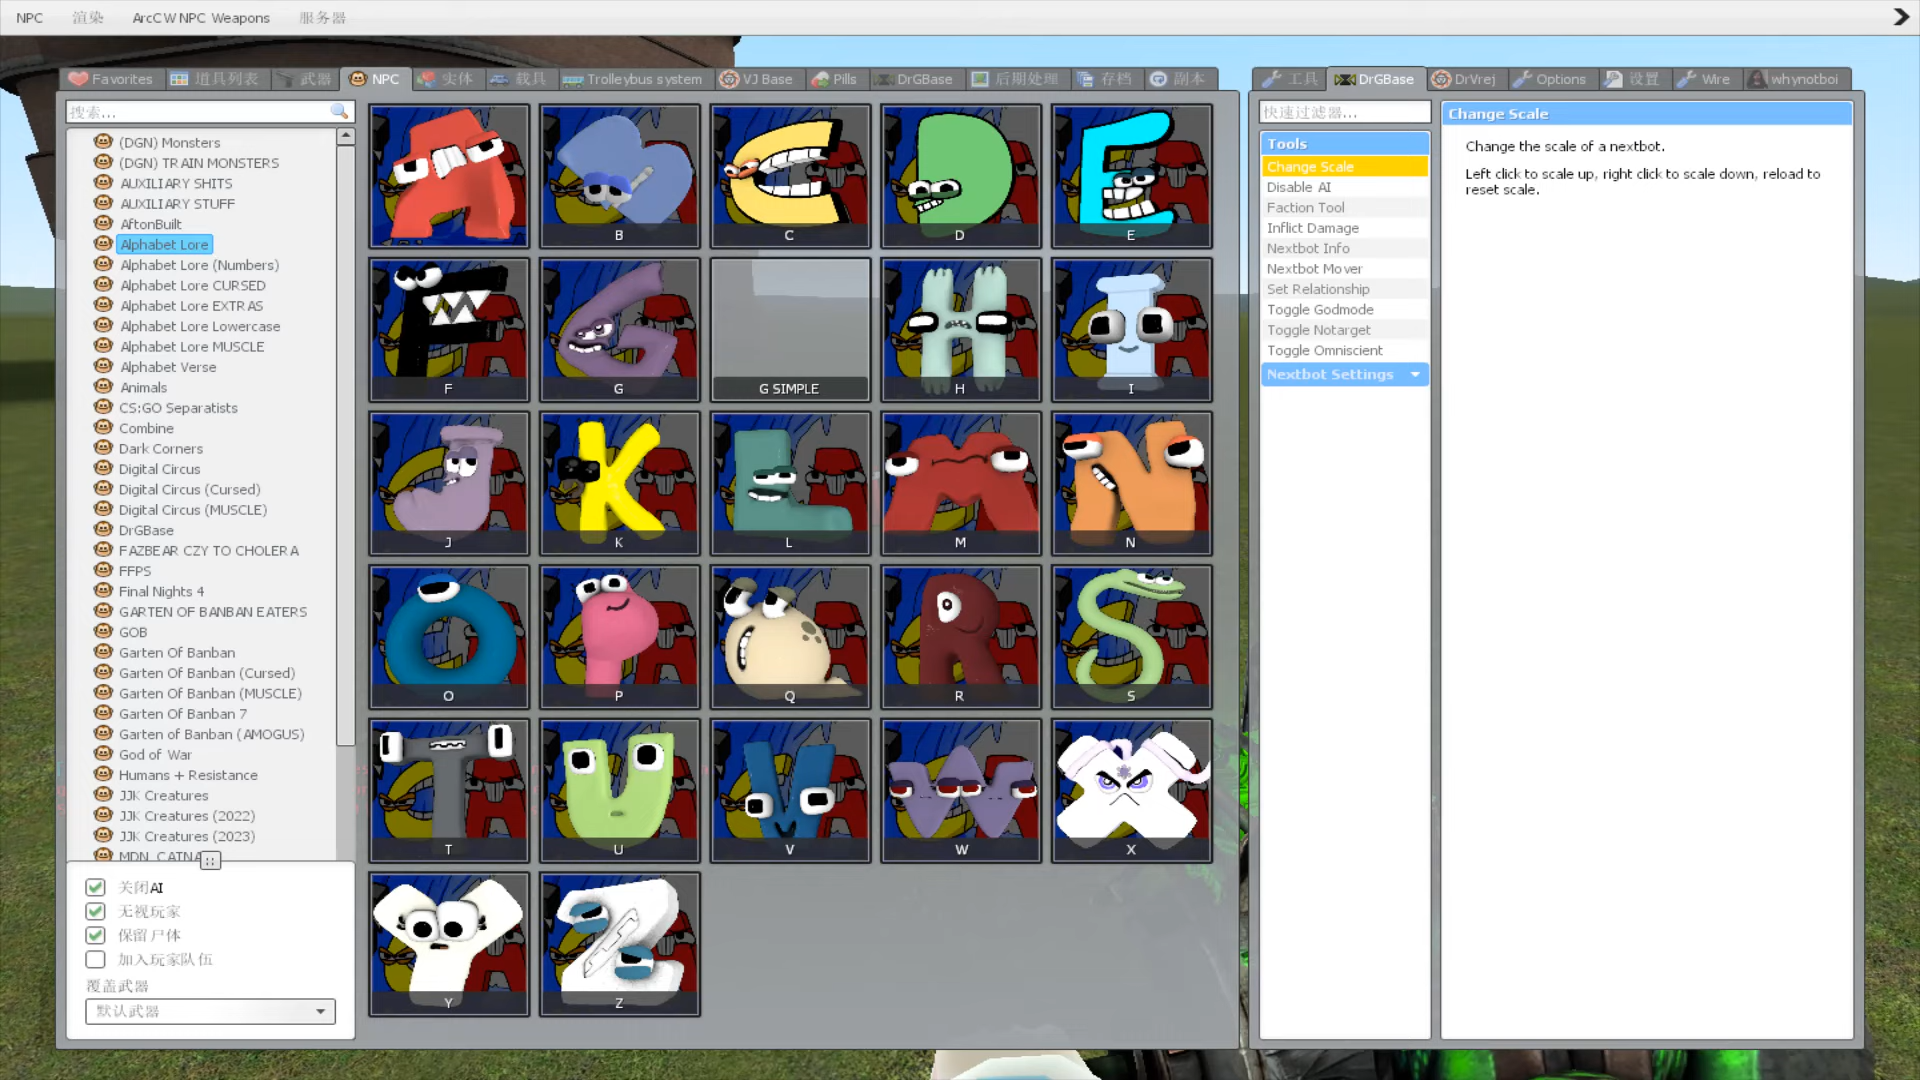 NPC 渲染 ArcCW NPC Weapons 服务器
Favorites 道具列表 武器 NPC 实体 载具 Trolleybus system VJ Base Pills DrGBase 后期处理 存档 副本
工具 DrGBase DrVrej Options 设置 Wire whynotboi
搜索...
(DGN) Monsters
(DGN) TRAIN MONSTERS
AUXILIARY SHITS
AUXILIARY STUFF
AftonBuilt
Alphabet Lore
Alphabet Lore (Numbers)
Alphabet Lore CURSED
Alphabet Lore EXTRAS
Alphabet Lore Lowercase
Alphabet Lore MUSCLE
Alphabet Verse
Animals
CS:GO Separatists
Combine
Dark Corners
Digital Circus
Digital Circus (Cursed)
Digital Circus (MUSCLE)
DrGBase
FAZBEAR CZY TO CHOLERA
FFPS
Final Nights 4
GARTEN OF BANBAN EATERS
GOB
Garten Of Banban
Garten Of Banban (Cursed)
Garten Of Banban (MUSCLE)
Garten Of Banban 7
Garten of Banban (AMOGUS)
God of War
Humans + Resistance
JJK Creatures
JJK Creatures (2022)
JJK Creatures (2023)
MDN CATNA
关闭AI
无视玩家
保留尸体
加入玩家队伍
覆盖武器
默认武器
B C D E
F G G SIMPLE H I
J K L M N
O P Q R S
T U V W X
Y Z
快速过滤器...
Tools
Change Scale
Disable AI
Faction Tool
Inflict Damage
Nextbot Info
Nextbot Mover
Set Relationship
Toggle Godmode
Toggle Notarget
Toggle Omniscient
Nextbot Settings
Change Scale
Change the scale of a nextbot.
Left click to scale up, right click to scale down, reload to
reset scale.